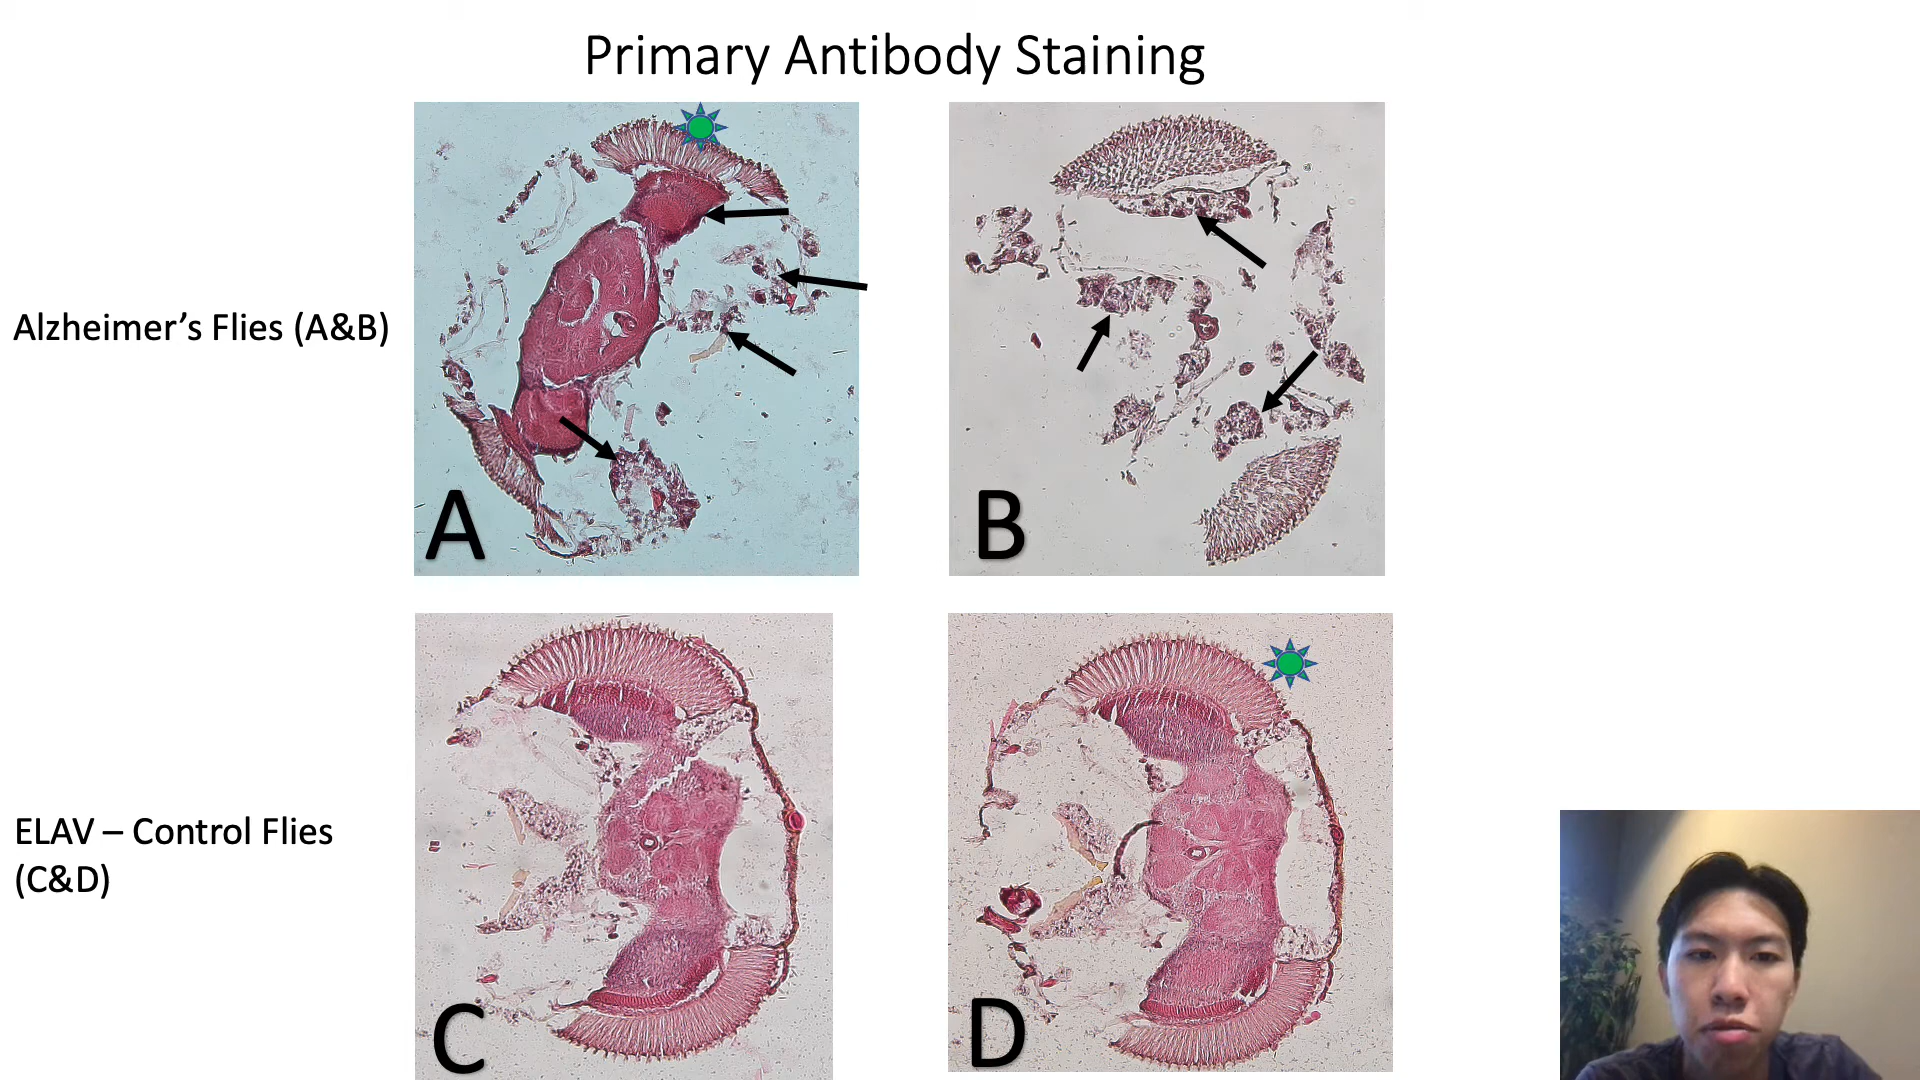 Primary Antibody Staining
Alzheimer’s Flies (A&B)
A
B
ELAV – Control Flies
(C&D)
C
D